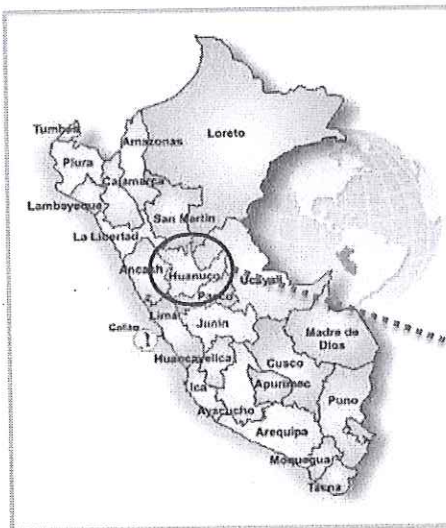 Tumbes
Loreto
Amazonas
Piura
Cajamarca
Lambayeque
San Martin
La Libertad
Ancash
Huanuco
Ucayali
Pasco
Lima
Callao
Junin
Madre de
Dios
Huancavelica
Cusco
Ica
Apurimac
Puno
Ayacucho
Arequipa
Moquegua
Tacna